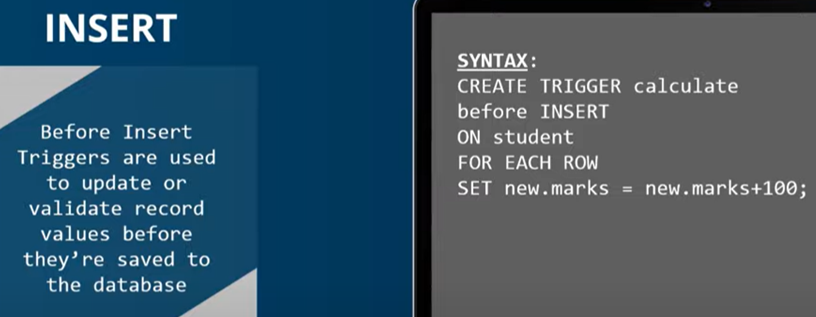 INSERT
Before Insert
Triggers are used
to update or
validate record
values before
they're saved to
the database
SYNTAX:
CREATE TRIGGER calculate
before INSERT
ON student
FOR EACH ROW
SET new.marks = new.marks+100;